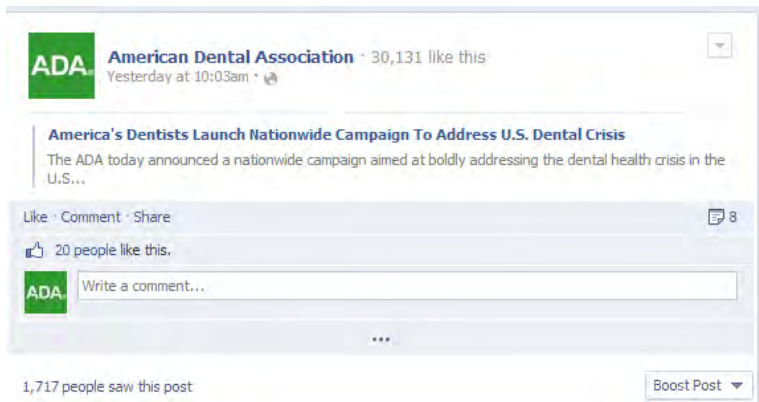 ADA®
American Dental Association · 30,131 like this
Yesterday at 10:03am ·
America's Dentists Launch Nationwide Campaign To Address U.S. Dental Crisis
The ADA today announced a nationwide campaign aimed at boldly addressing the dental health crisis in the
U.S...
Like · Comment · Share
8
20 people like this.
ADA®
Write a comment...
...
1,717 people saw this post
Boost Post